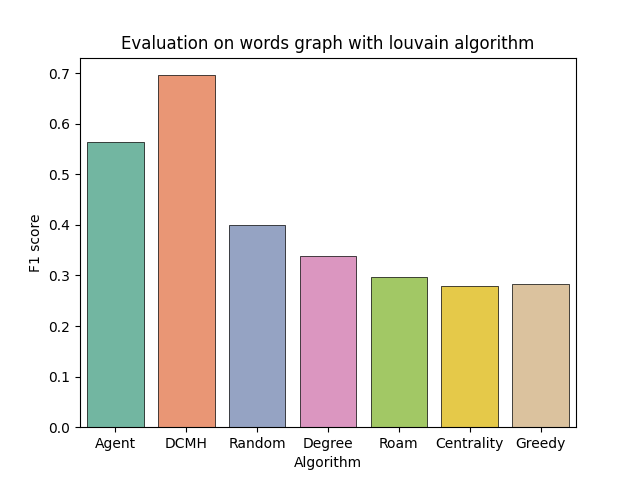 Evaluation on words graph with louvain algorithm
0.7
0.6
0.5
0.4
0.3
0.2
0.1
0.0
F1 score
Agent DCMH Random Degree Roam Centrality Greedy
Algorithm